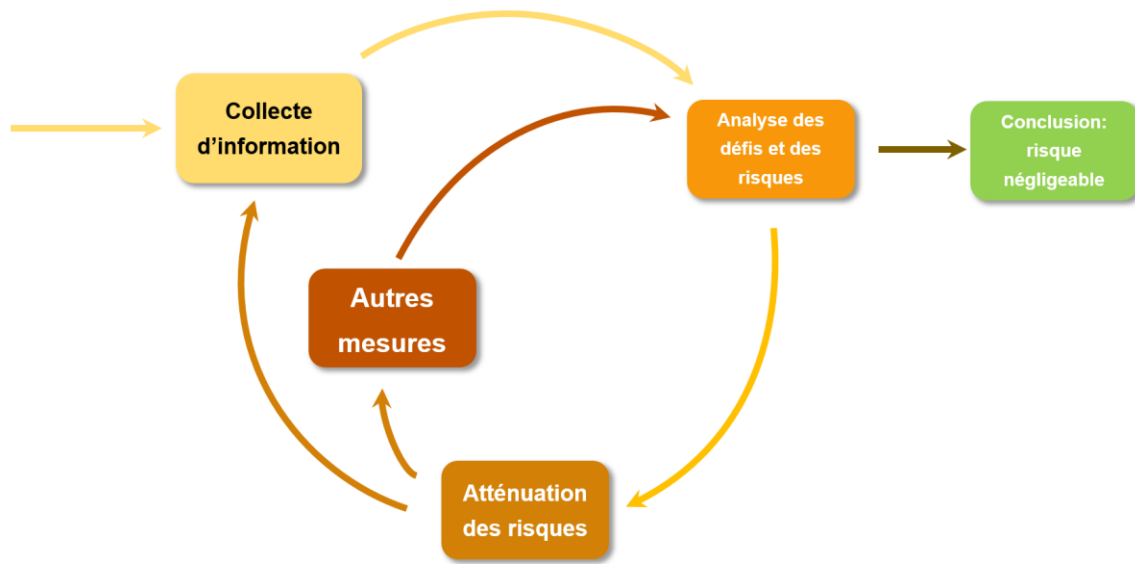 Collecte
d’information
Analyse des
défis et des
risques
Conclusion:
risque
négligeable
Autres
mesures
Atténuation
des risques